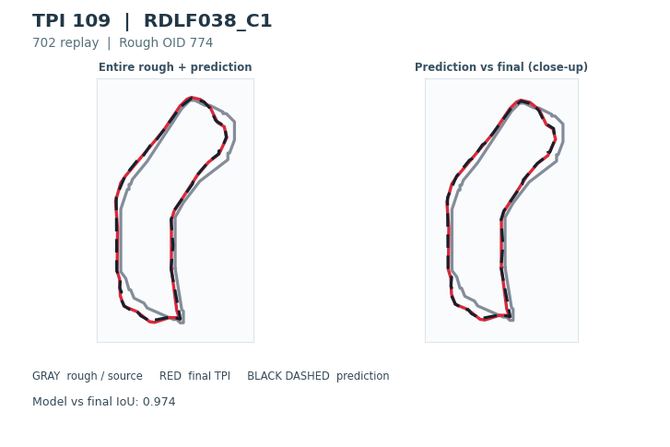 TPI 109 | RDLF038_C1
702 replay | Rough OID 774
Entire rough + prediction
Prediction vs final (close-up)
GRAY rough / source RED final TPI BLACK DASHED prediction
Model vs final IoU: 0.974